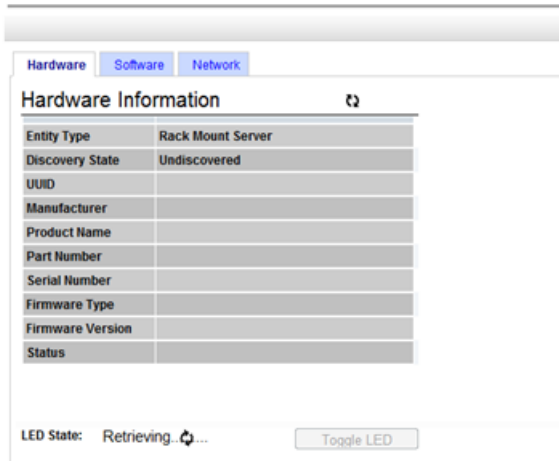 Hardware Software Network
Hardware Information
Entity Type Rack Mount Server
Discovery State Undiscovered
UUID
Manufacturer
Product Name
Part Number
Serial Number
Firmware Type
Firmware Version
Status
LED State: Retrieving...... Toggle LED